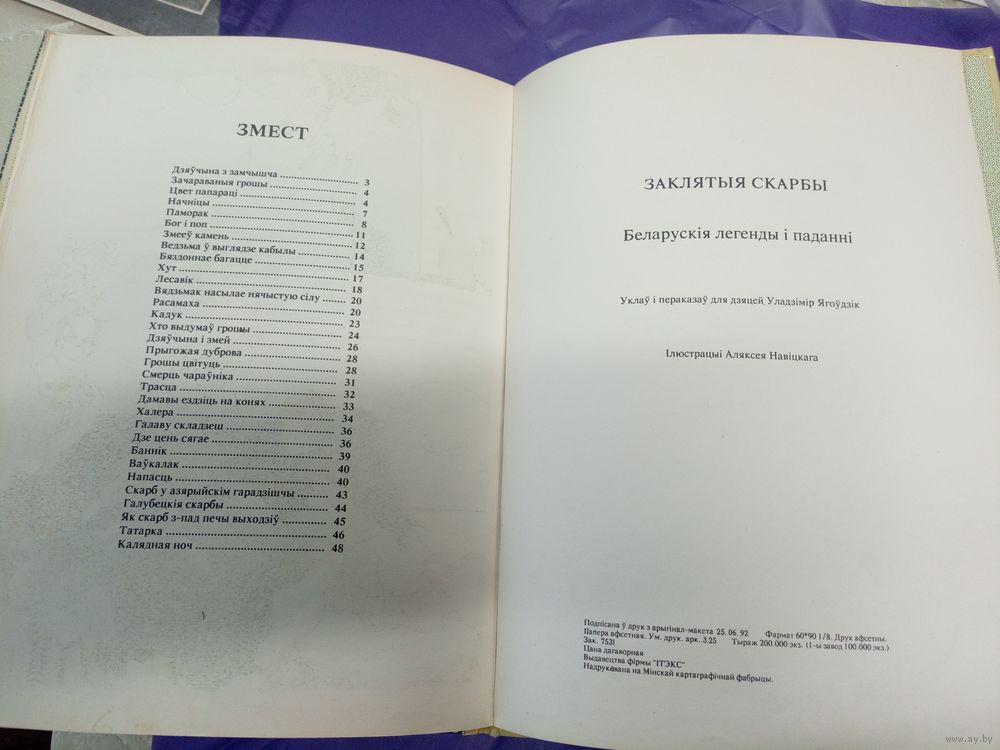 ЗМЕСТ
Дзяўчына з замчышча ........ 3
Зачараваныя грошы ........ 4
Цвет папараці ........ 4
Начніцы ........ 7
Паморак ........ 8
Бог і поп ........ 11
Змееў камень ........ 12
Ведзьма ў выглядзе кабылы ........ 14
Бяздоннае багацце ........ 15
Хут ........ 17
Лесавік ........ 18
Вядзьмак насылае нячыстую сілу ........ 20
Расамаха ........ 20
Кадук ........ 23
Хто выдумаў грошы ........ 24
Дзяўчына і змей ........ 26
Прыгожая дуброва ........ 28
Грошы цвітуць ........ 28
Смерць чараўніка ........ 31
Трасца ........ 32
Дамавы ездзіць на конях ........ 33
Халера ........ 34
Галаву складзеш ........ 36
Дзе цень сягае ........ 36
Баннік ........ 39
Ваўкалак ........ 40
Напасць ........ 40
Скарб у азярыйскім гарадзішчы ........ 43
Галубецкія скарбы ........ 44
Як скарб з-пад печы выходзіў ........ 45
Татарка ........ 46
Калядная ноч ........ 48
ЗАКЛЯТЫЯ СКАРБЫ
Беларускія легенды і паданні
Уклаў і пераказаў для дзяцей Уладзімір Ягоўдзік
Ілюстрацыі Аляксея Навіцкага
Подпісана ў друк з арыгінал-макета 25. 06. 92 Фармат 60*90 1/8. Друк афсетны.
Папера афсетная. Ум. друк. арк. 3.25 Тыраж 200.000 экз. (1-ы завод 100.000 экз.)
Зак. 7531
Цана дагаворная
Выдавецтва фірмы "ІТЭКС"
Надрукавана на Мінскай картаграфічнай фабрыцы.
www.ay.by